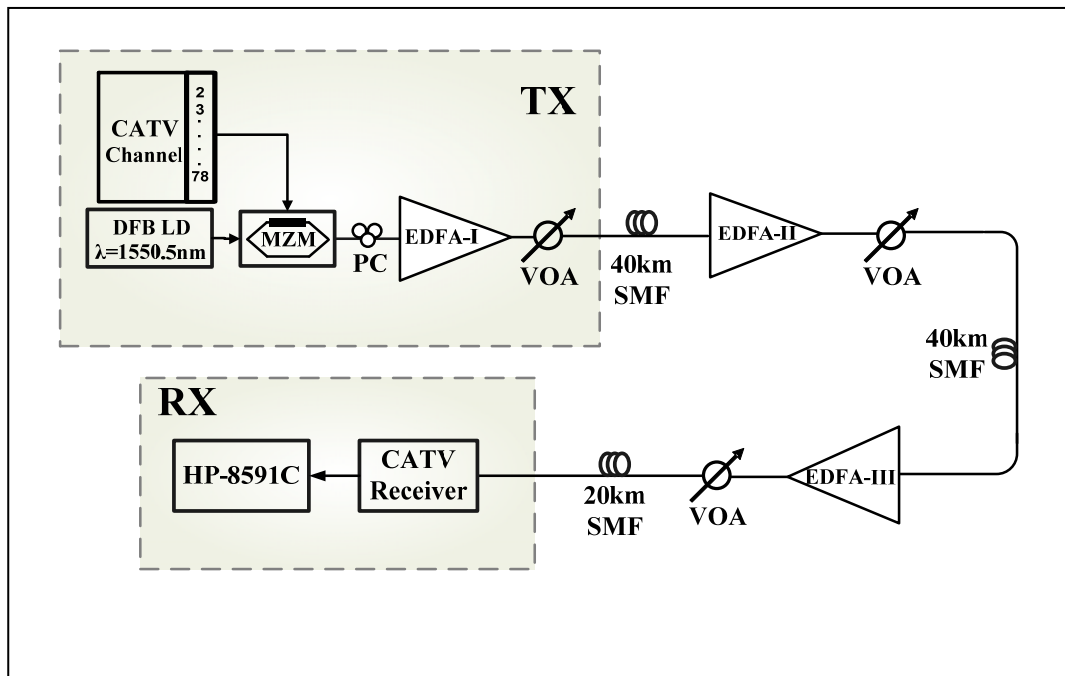 TX
CATV
Channel
2
3
.
.
.
.
78
DFB LD
λ=1550.5nm
MZM
PC
EDFA-I
VOA
40km
SMF
EDFA-II
VOA
40km
SMF
RX
HP-8591C
CATV
Receiver
20km
SMF
VOA
EDFA-III